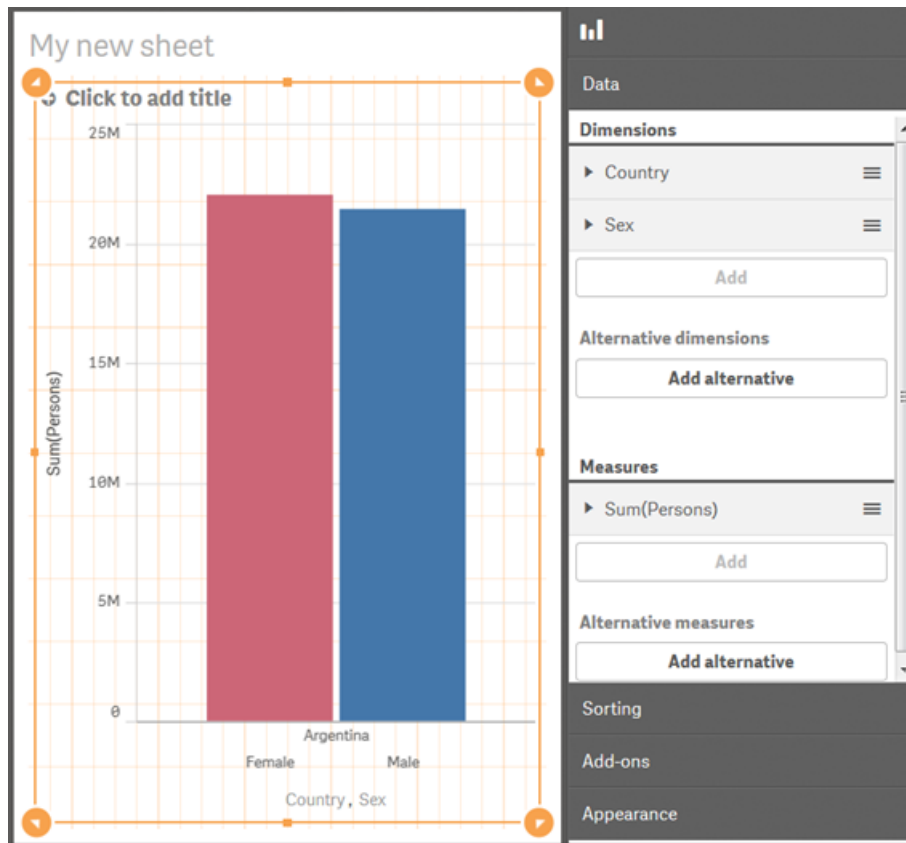 My new sheet
Click to add title
25M
20M
15M
10M
5M
0
Sum(Persons)
Argentina
Female Male
Country, Sex
Data
Dimensions
Country
Sex
Add
Alternative dimensions
Add alternative
Measures
Sum(Persons)
Add
Alternative measures
Add alternative
Sorting
Add-ons
Appearance